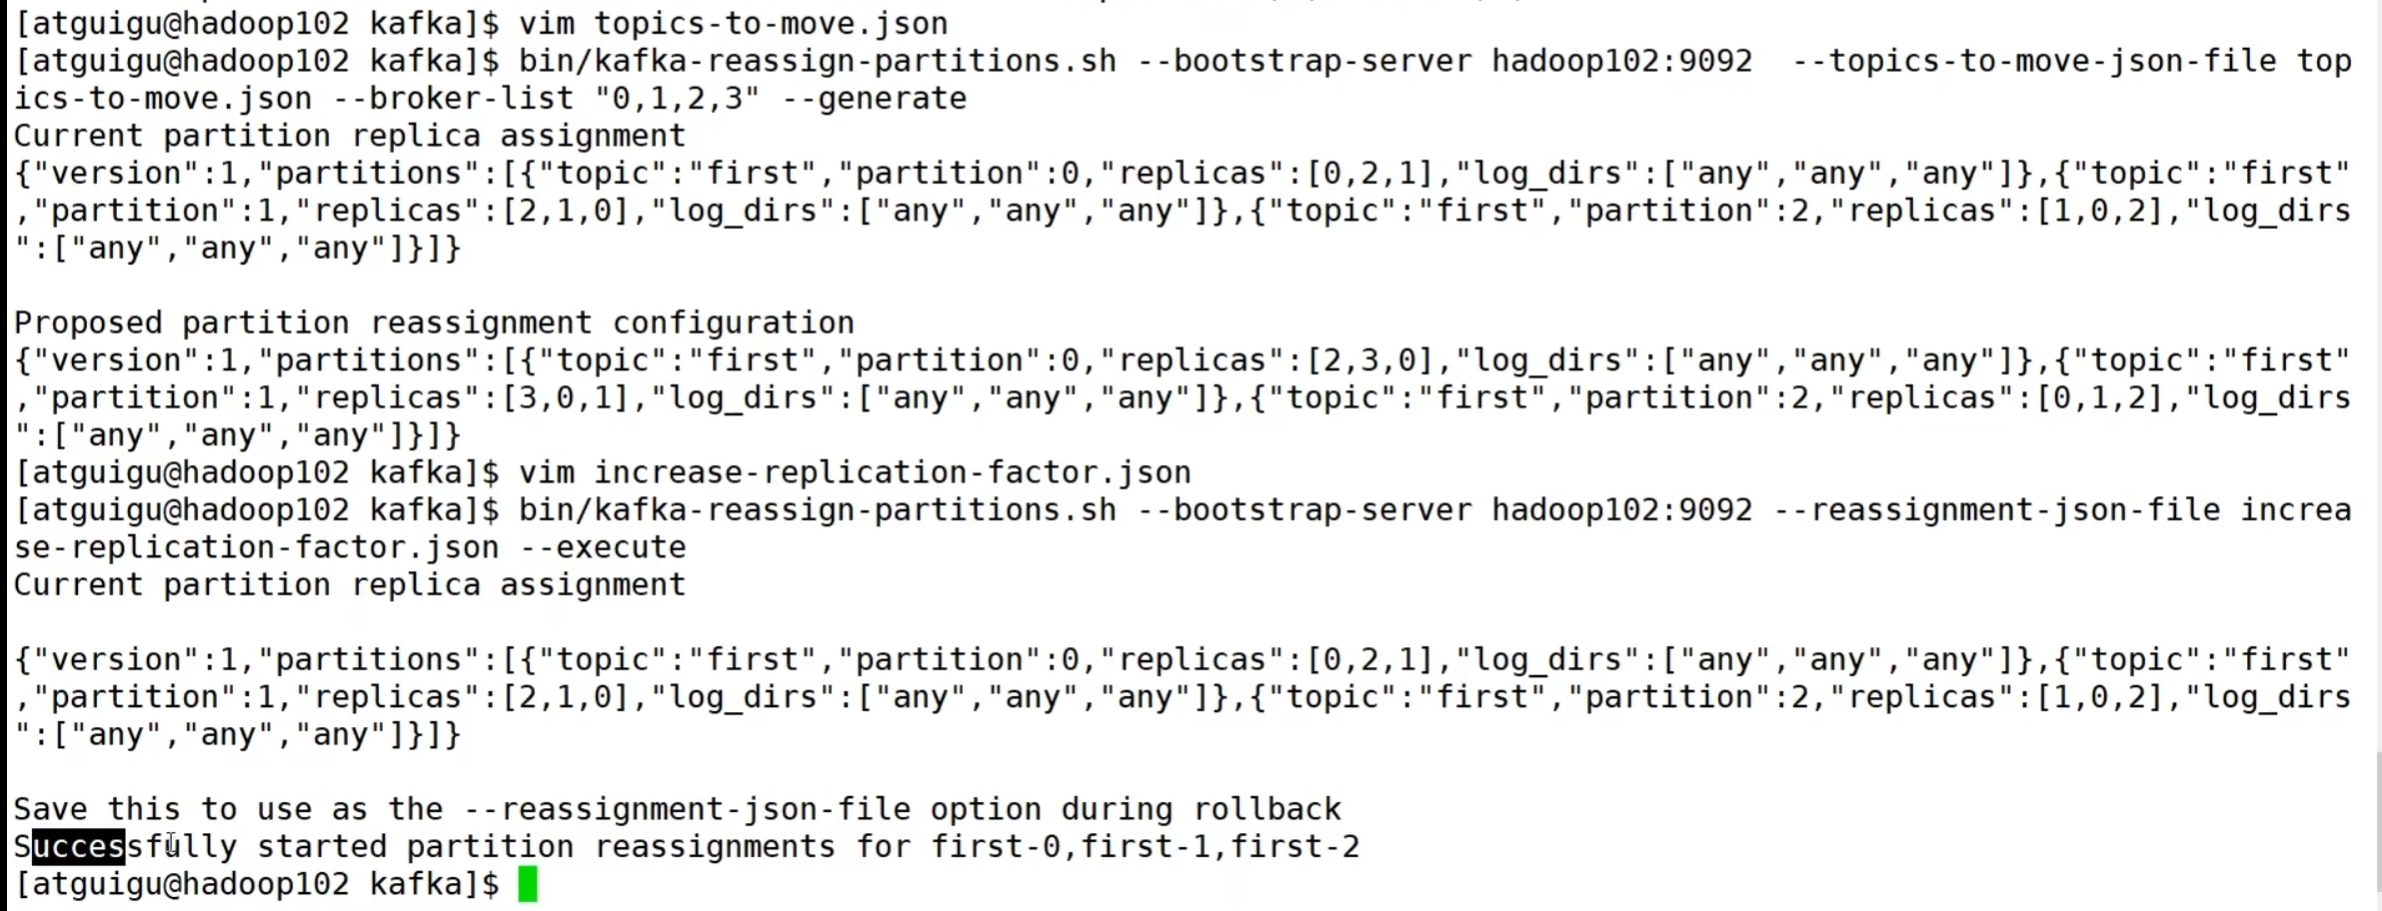 [atguigu@hadoop102 kafka]$ vim topics-to-move.json
[atguigu@hadoop102 kafka]$ bin/kafka-reassign-partitions.sh --bootstrap-server hadoop102:9092  --topics-to-move-json-file top
ics-to-move.json --broker-list "0,1,2,3" --generate
Current partition replica assignment
{"version":1,"partitions":[{"topic":"first","partition":0,"replicas":[0,2,1],"log_dirs":["any","any","any"]},{"topic":"first"
,"partition":1,"replicas":[2,1,0],"log_dirs":["any","any","any"]},{"topic":"first","partition":2,"replicas":[1,0,2],"log_dirs
":["any","any","any"]}]}
Proposed partition reassignment configuration
{"version":1,"partitions":[{"topic":"first","partition":0,"replicas":[2,3,0],"log_dirs":["any","any","any"]},{"topic":"first"
,"partition":1,"replicas":[3,0,1],"log_dirs":["any","any","any"]},{"topic":"first","partition":2,"replicas":[0,1,2],"log_dirs
":["any","any","any"]}]}
[atguigu@hadoop102 kafka]$ vim increase-replication-factor.json
[atguigu@hadoop102 kafka]$ bin/kafka-reassign-partitions.sh --bootstrap-server hadoop102:9092 --reassignment-json-file increa
se-replication-factor.json --execute
Current partition replica assignment
{"version":1,"partitions":[{"topic":"first","partition":0,"replicas":[0,2,1],"log_dirs":["any","any","any"]},{"topic":"first"
,"partition":1,"replicas":[2,1,0],"log_dirs":["any","any","any"]},{"topic":"first","partition":2,"replicas":[1,0,2],"log_dirs
":["any","any","any"]}]}
Save this to use as the --reassignment-json-file option during rollback
Successfully started partition reassignments for first-0,first-1,first-2
[atguigu@hadoop102 kafka]$